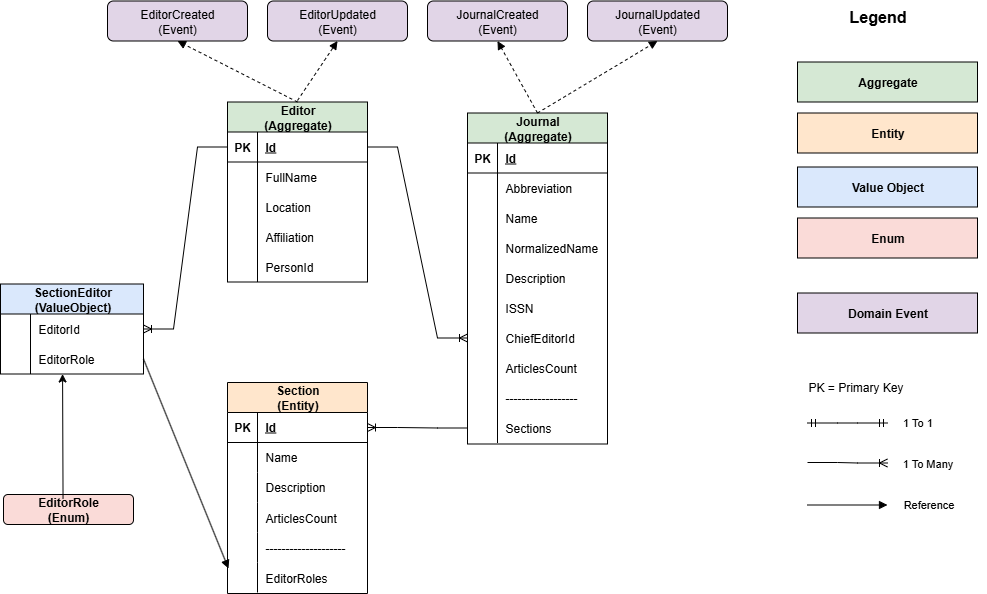 EditorCreated
(Event)
EditorUpdated
(Event)
JournalCreated
(Event)
JournalUpdated
(Event)
Editor
(Aggregate)
PK Id
FullName
Location
Affiliation
PersonId
Journal
(Aggregate)
PK Id
Abbreviation
Name
NormalizedName
Description
ISSN
ChiefEditorId
ArticlesCount
------------------
Sections
SectionEditor
(ValueObject)
EditorId
EditorRole
EditorRole
(Enum)
Section
(Entity)
PK Id
Name
Description
ArticlesCount
--------------------
EditorRoles
Legend
Aggregate
Entity
Value Object
Enum
Domain Event
PK = Primary Key
1 To 1
1 To Many
Reference